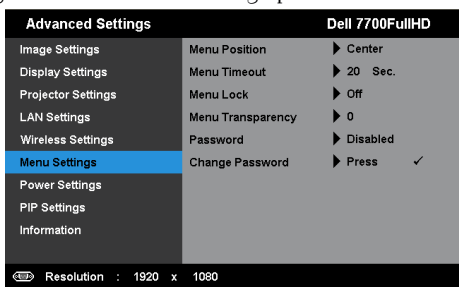 Advanced Settings Dell 7700FullHD
Image Settings Menu Position Center
Display Settings Menu Timeout 20 Sec.
Projector Settings Menu Lock Off
LAN Settings Menu Transparency 0
Wireless Settings Password Disabled
Menu Settings Change Password Press ✓
Power Settings
PIP Settings
Information
Resolution : 1920 x 1080